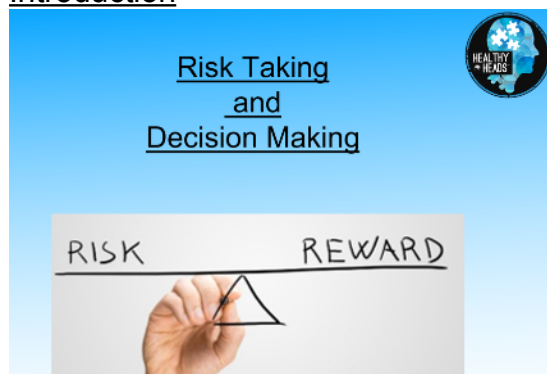 Introduction
HEALTHY
HEADS
Risk Taking
and
Decision Making
RISK REWARD